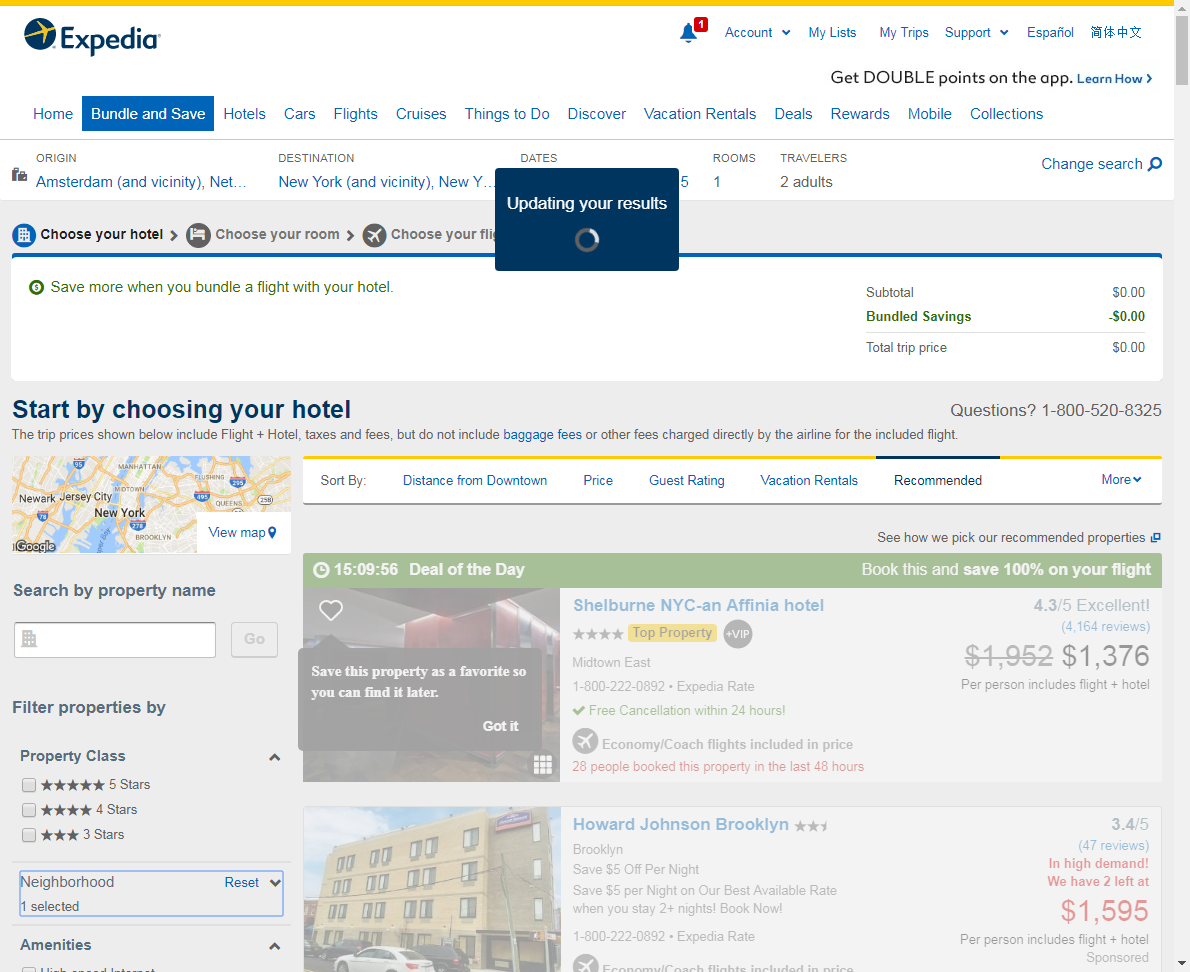 Expedia
1
Account
My Lists
My Trips
Support
Español
简体中文
Get DOUBLE points on the app. Learn How
Home
Bundle and Save
Hotels
Cars
Flights
Cruises
Things to Do
Discover
Vacation Rentals
Deals
Rewards
Mobile
Collections
ORIGIN
Amsterdam (and vicinity), Net...
DESTINATION
New York (and vicinity), New Y...
DATES
5
ROOMS
1
TRAVELERS
2 adults
Change search
Updating your results
Choose your hotel
Choose your room
Choose your flig
Save more when you bundle a flight with your hotel.
Subtotal $0.00
Bundled Savings -$0.00
Total trip price $0.00
Start by choosing your hotel
Questions? 1-800-520-8325
The trip prices shown below include Flight + Hotel, taxes and fees, but do not include baggage fees or other fees charged directly by the airline for the included flight.
MANHATTAN
95
FLUSHING
295
MIDTOWN
495
Newark
Jersey City
QUEENS
25B
New York
78
278
BROOKLYN
Google
View map
Sort By:
Distance from Downtown
Price
Guest Rating
Vacation Rentals
Recommended
More
See how we pick our recommended properties
Search by property name
Go
Filter properties by
Property Class
5 Stars
4 Stars
3 Stars
Neighborhood
Reset
1 selected
Amenities
High-speed Internet
15:09:56 Deal of the Day
Book this and save 100% on your flight
Save this property as a favorite so
you can find it later.
Got it
Shelburne NYC-an Affinia hotel
Top Property
+VIP
Midtown East
1-800-222-0892 • Expedia Rate
Free Cancellation within 24 hours!
Economy/Coach flights included in price
28 people booked this property in the last 48 hours
4.3/5 Excellent!
(4,164 reviews)
$1,952 $1,376
Per person includes flight + hotel
Howard Johnson Brooklyn
Brooklyn
Save $5 Off Per Night
Save $5 per Night on Our Best Available Rate
when you stay 2+ nights! Book Now!
1-800-222-0892 • Expedia Rate
Economy/Coach flights included in price
3.4/5
(47 reviews)
In high demand!
We have 2 left at
$1,595
Per person includes flight + hotel
Sponsored